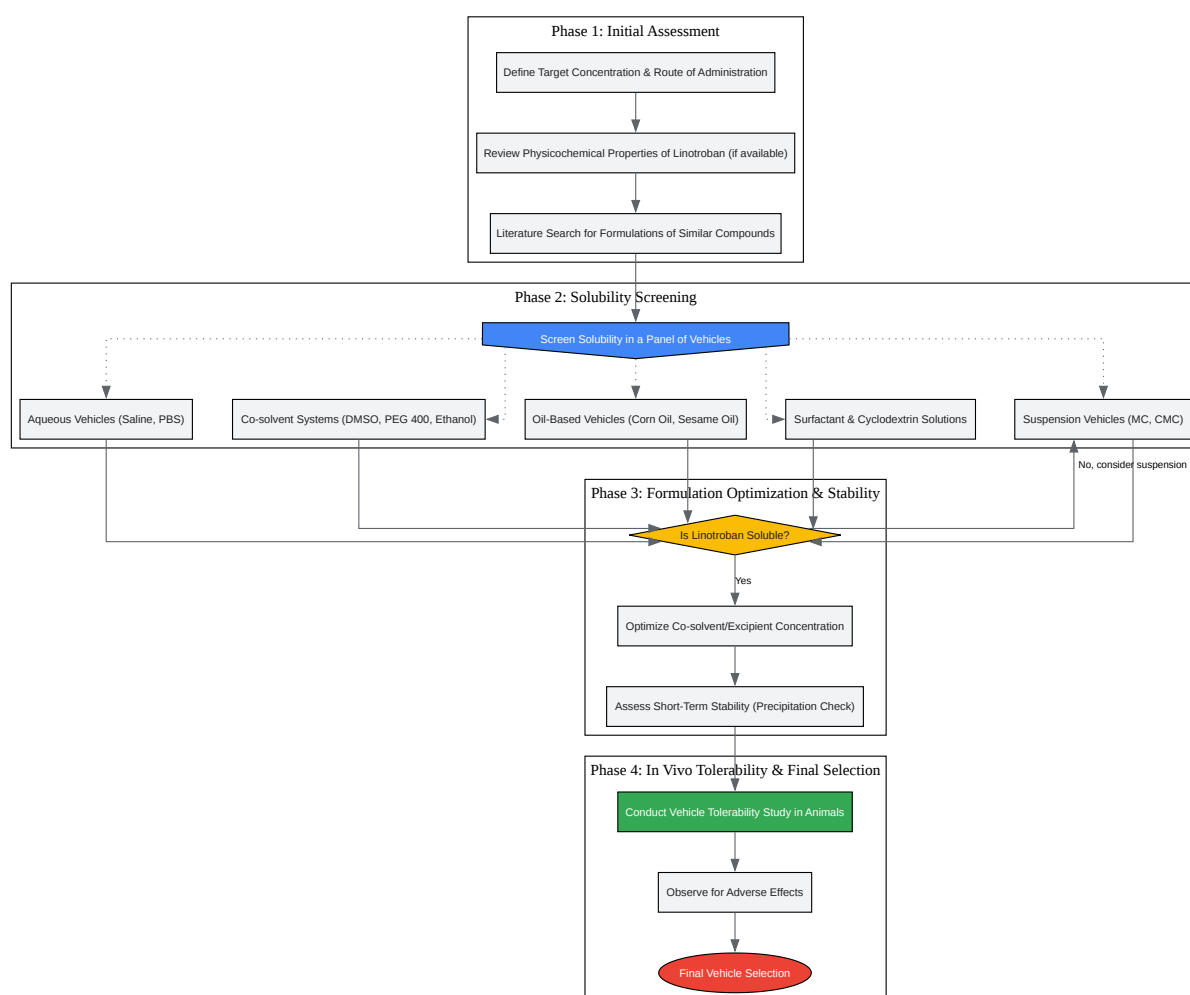 Phase 1: Initial Assessment
Define Target Concentration & Route of Administration
Review Physicochemical Properties of Linotroban (if available)
Literature Search for Formulations of Similar Compounds
Phase 2: Solubility Screening
Screen Solubility in a Panel of Vehicles
Aqueous Vehicles (Saline, PBS)
Co-solvent Systems (DMSO, PEG 400, Ethanol)
Oil-Based Vehicles (Corn Oil, Sesame Oil)
Surfactant & Cyclodextrin Solutions
Suspension Vehicles (MC, CMC)
No, consider suspension
Phase 3: Formulation Optimization & Stability
Is Linotroban Soluble?
Yes
Optimize Co-solvent/Excipient Concentration
Assess Short-Term Stability (Precipitation Check)
Phase 4: In Vivo Tolerability & Final Selection
Conduct Vehicle Tolerability Study in Animals
Observe for Adverse Effects
Final Vehicle Selection